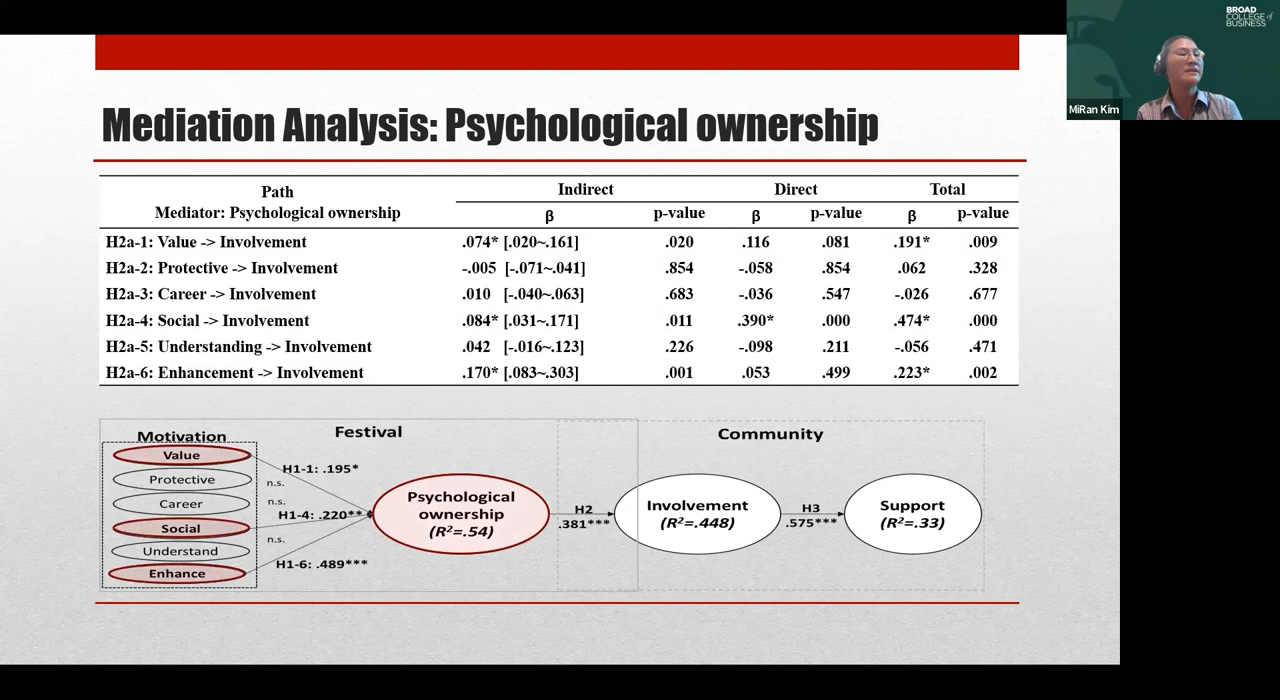 BROAD
COLLEGE of
BUSINESS
MiRan Kim
Mediation Analysis: Psychological ownership
Path
Mediator: Psychological ownership
Indirect Direct Total
β p-value β p-value β p-value
H2a-1: Value -> Involvement .074* [.020~.161] .020 .116 .081 .191* .009
H2a-2: Protective -> Involvement -.005 [-.071~.041] .854 -.058 .854 .062 .328
H2a-3: Career -> Involvement .010 [-.040~.063] .683 -.036 .547 -.026 .677
H2a-4: Social -> Involvement .084* [.031~.171] .011 .390* .000 .474* .000
H2a-5: Understanding -> Involvement .042 [-.016~.123] .226 -.098 .211 -.056 .471
H2a-6: Enhancement -> Involvement .170* [.083~.303] .001 .053 .499 .223* .002
Motivation
Festival
Community
Value
Protective
Career
Social
Understand
Enhance
H1-1: .195*
n.s.
n.s.
H1-4: .220**
n.s.
H1-6: .489***
Psychological
ownership
(R²=.54)
H2
.381***
Involvement
(R²=.448)
H3
.575***
Support
(R²=.33)